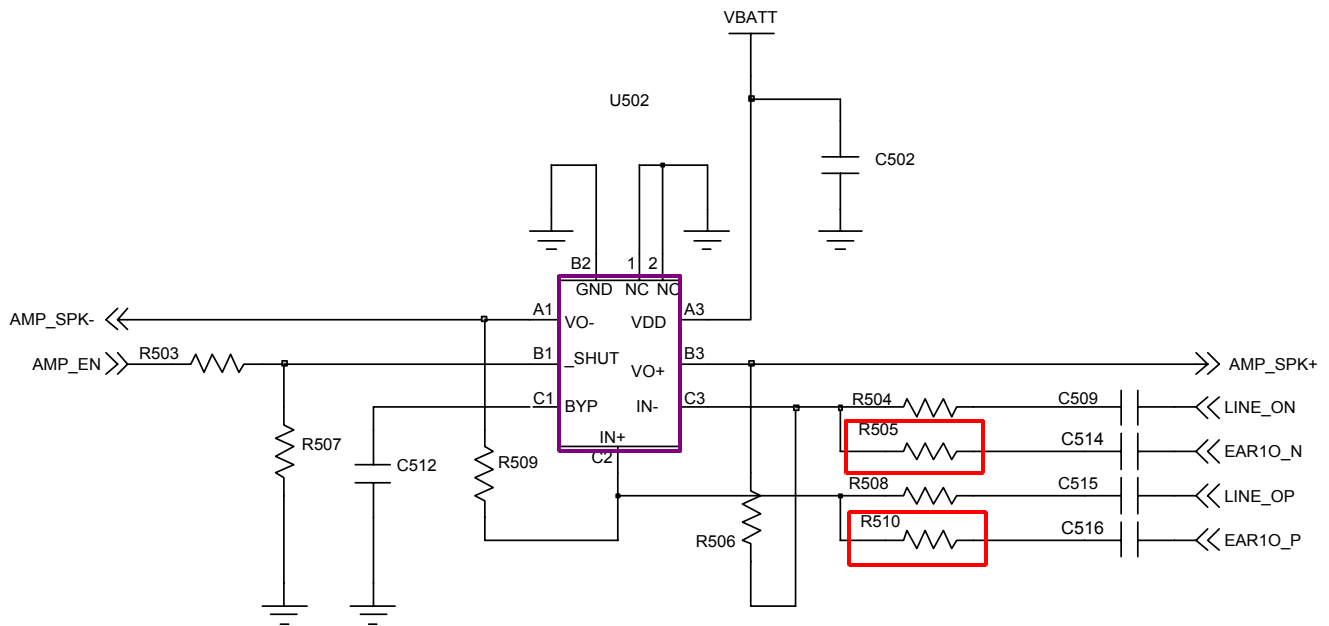 VBATT
U502
C502
B2 1 2
GND NC NC
AMP_SPK- A1 VO- VDD A3
AMP_EN R503 B1 _SHUT VO+ B3 AMP_SPK+
C1 BYP IN- C3 R504 C509 LINE_ON
R505 C514 EAR1O_N
IN+
C2
R507 C512 R509
R508 C515 LINE_OP
R510 C516 EAR1O_P
R506